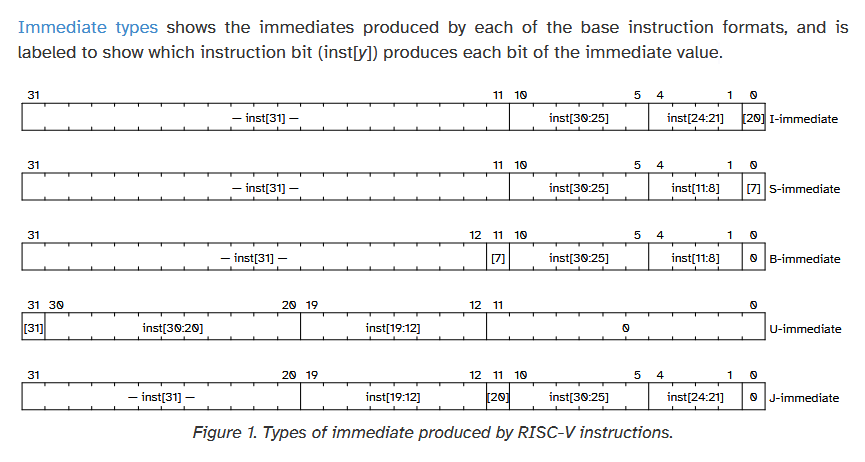 Immediate types shows the immediates produced by each of the base instruction formats, and is
labeled to show which instruction bit (inst[y]) produces each bit of the immediate value.
31 11 10 5 4 1 0
— inst[31] — inst[30:25] inst[24:21] [20] I-immediate
31 11 10 5 4 1 0
— inst[31] — inst[30:25] inst[11:8] [7] S-immediate
31 12 11 10 5 4 1 0
— inst[31] — [7] inst[30:25] inst[11:8] 0 B-immediate
31 30 20 19 12 11 0
[31] inst[30:20] inst[19:12] 0 U-immediate
31 20 19 12 11 10 5 4 1 0
— inst[31] — inst[19:12] [20] inst[30:25] inst[24:21] 0 J-immediate
Figure 1. Types of immediate produced by RISC-V instructions.